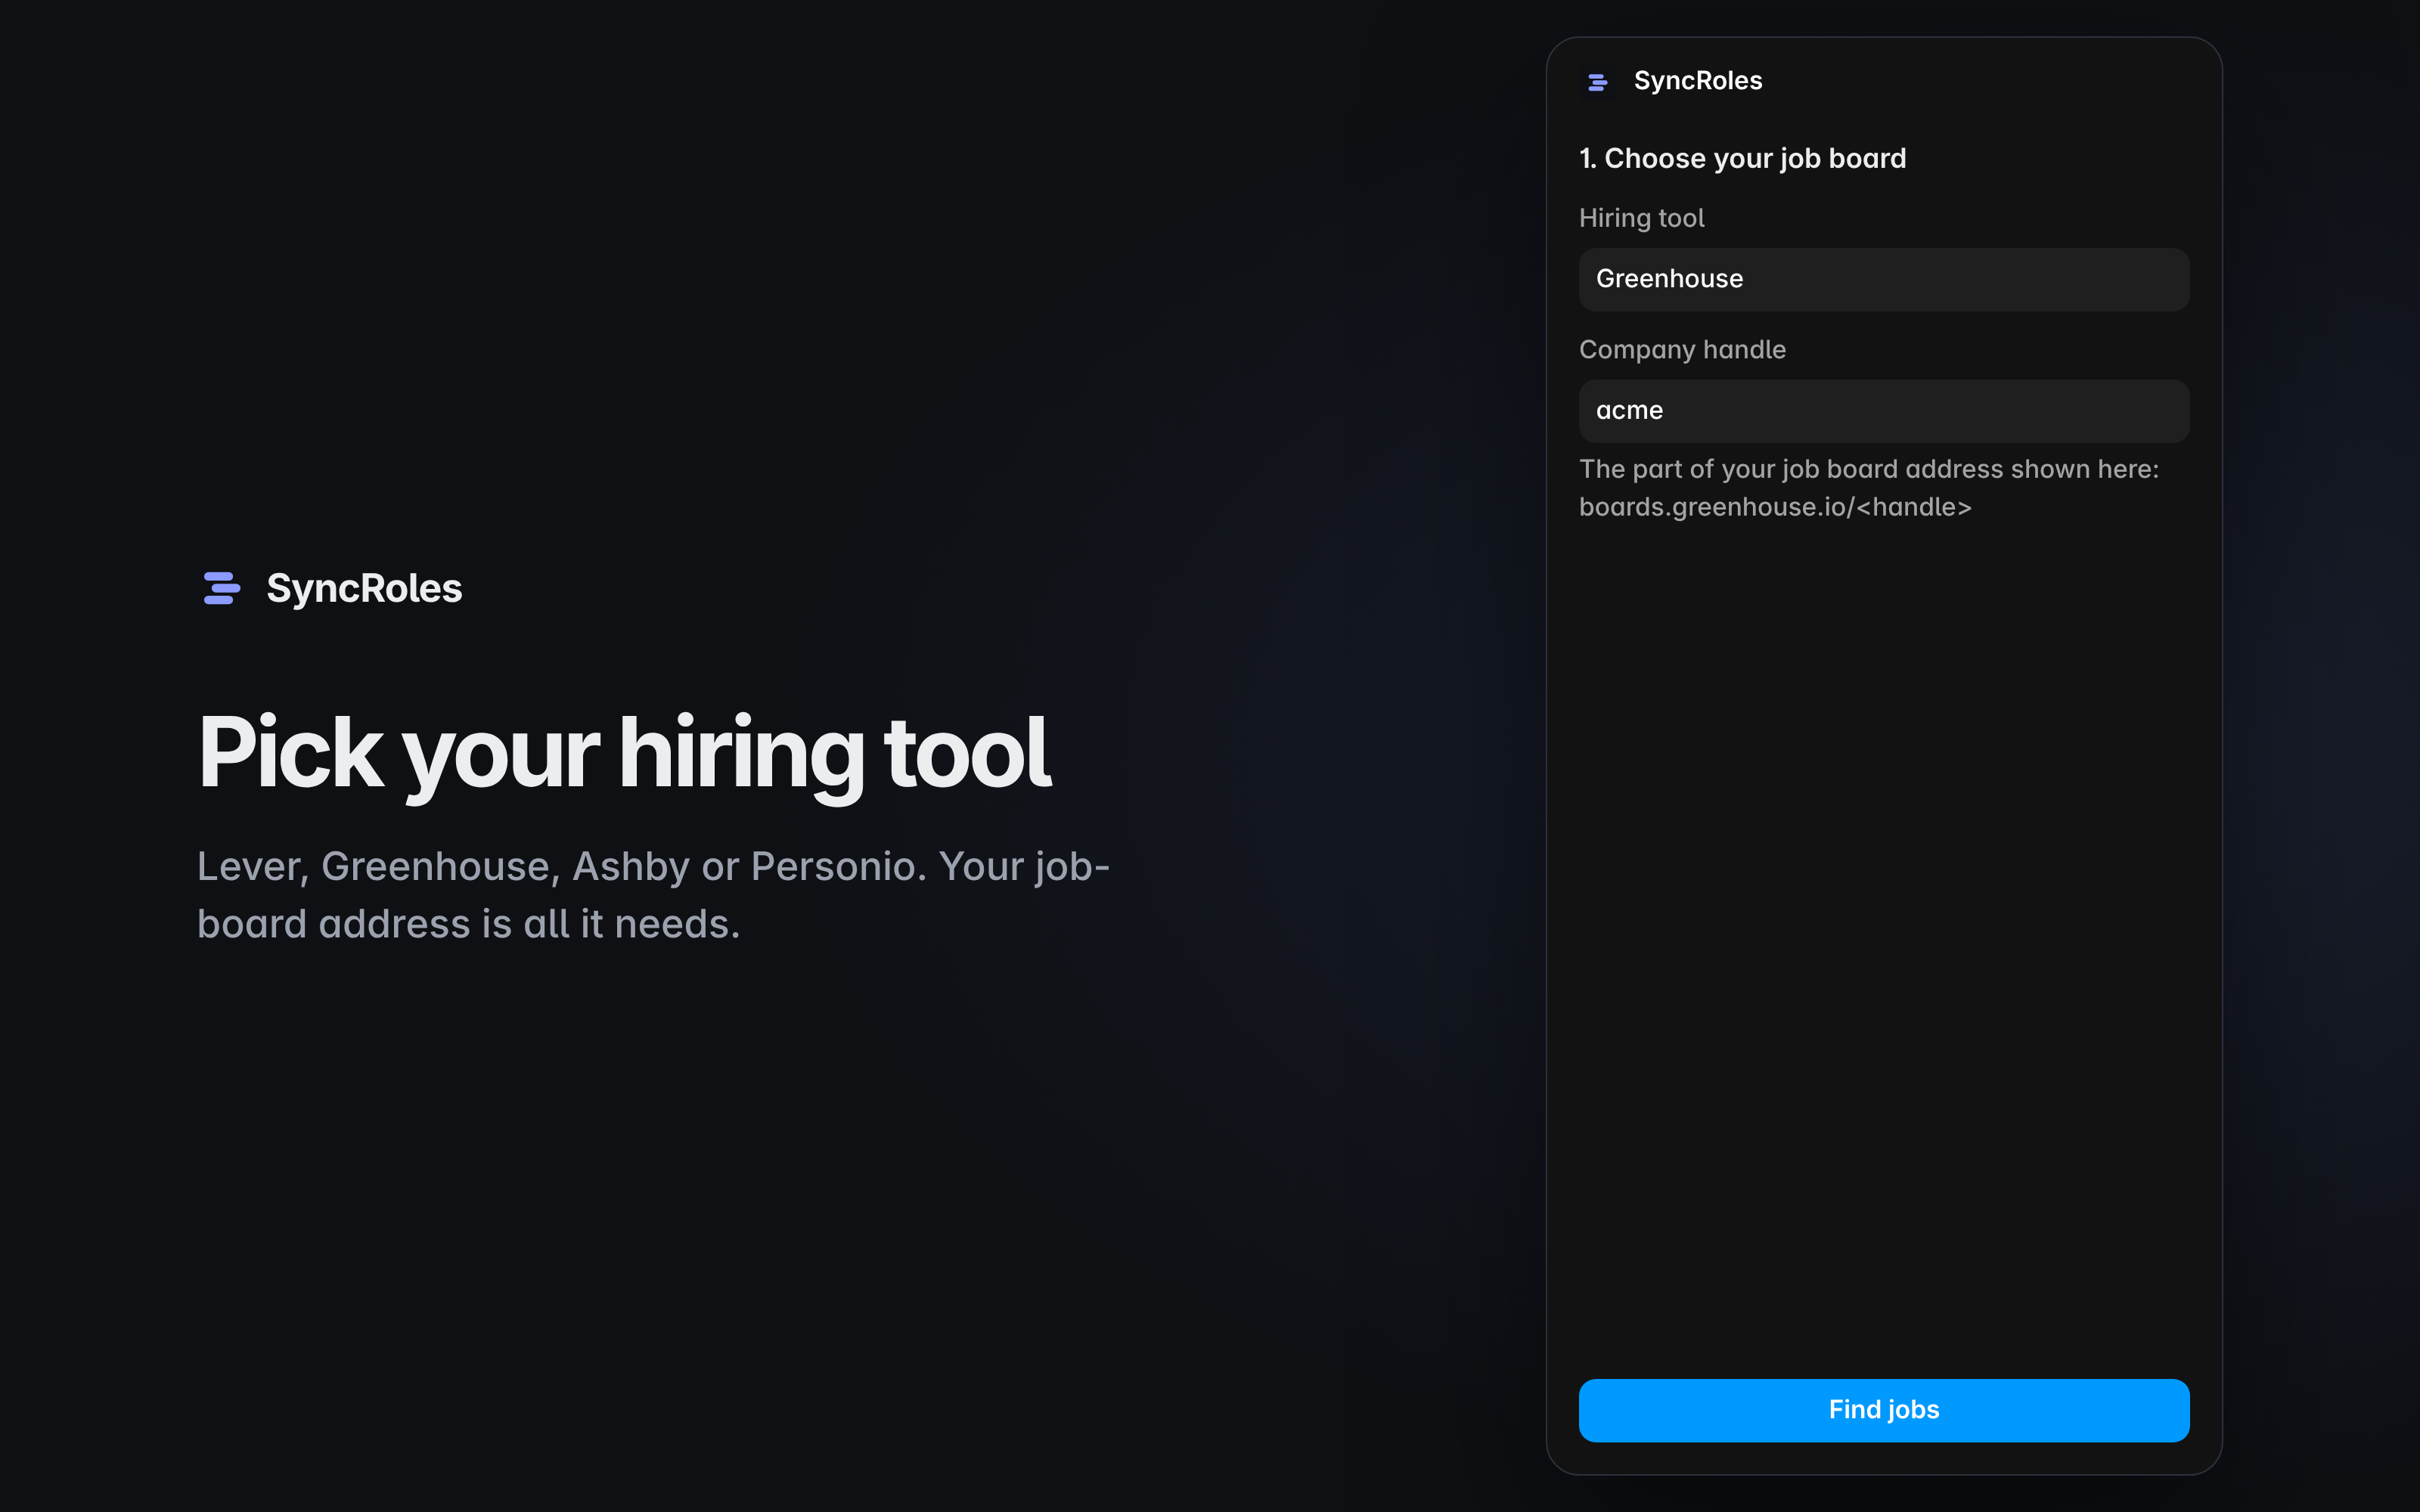 SyncRoles
Pick your hiring tool
Lever, Greenhouse, Ashby or Personio. Your job-
board address is all it needs.
SyncRoles
1. Choose your job board
Hiring tool
Greenhouse
Company handle
acme
The part of your job board address shown here:
boards.greenhouse.io/<handle>
Find jobs